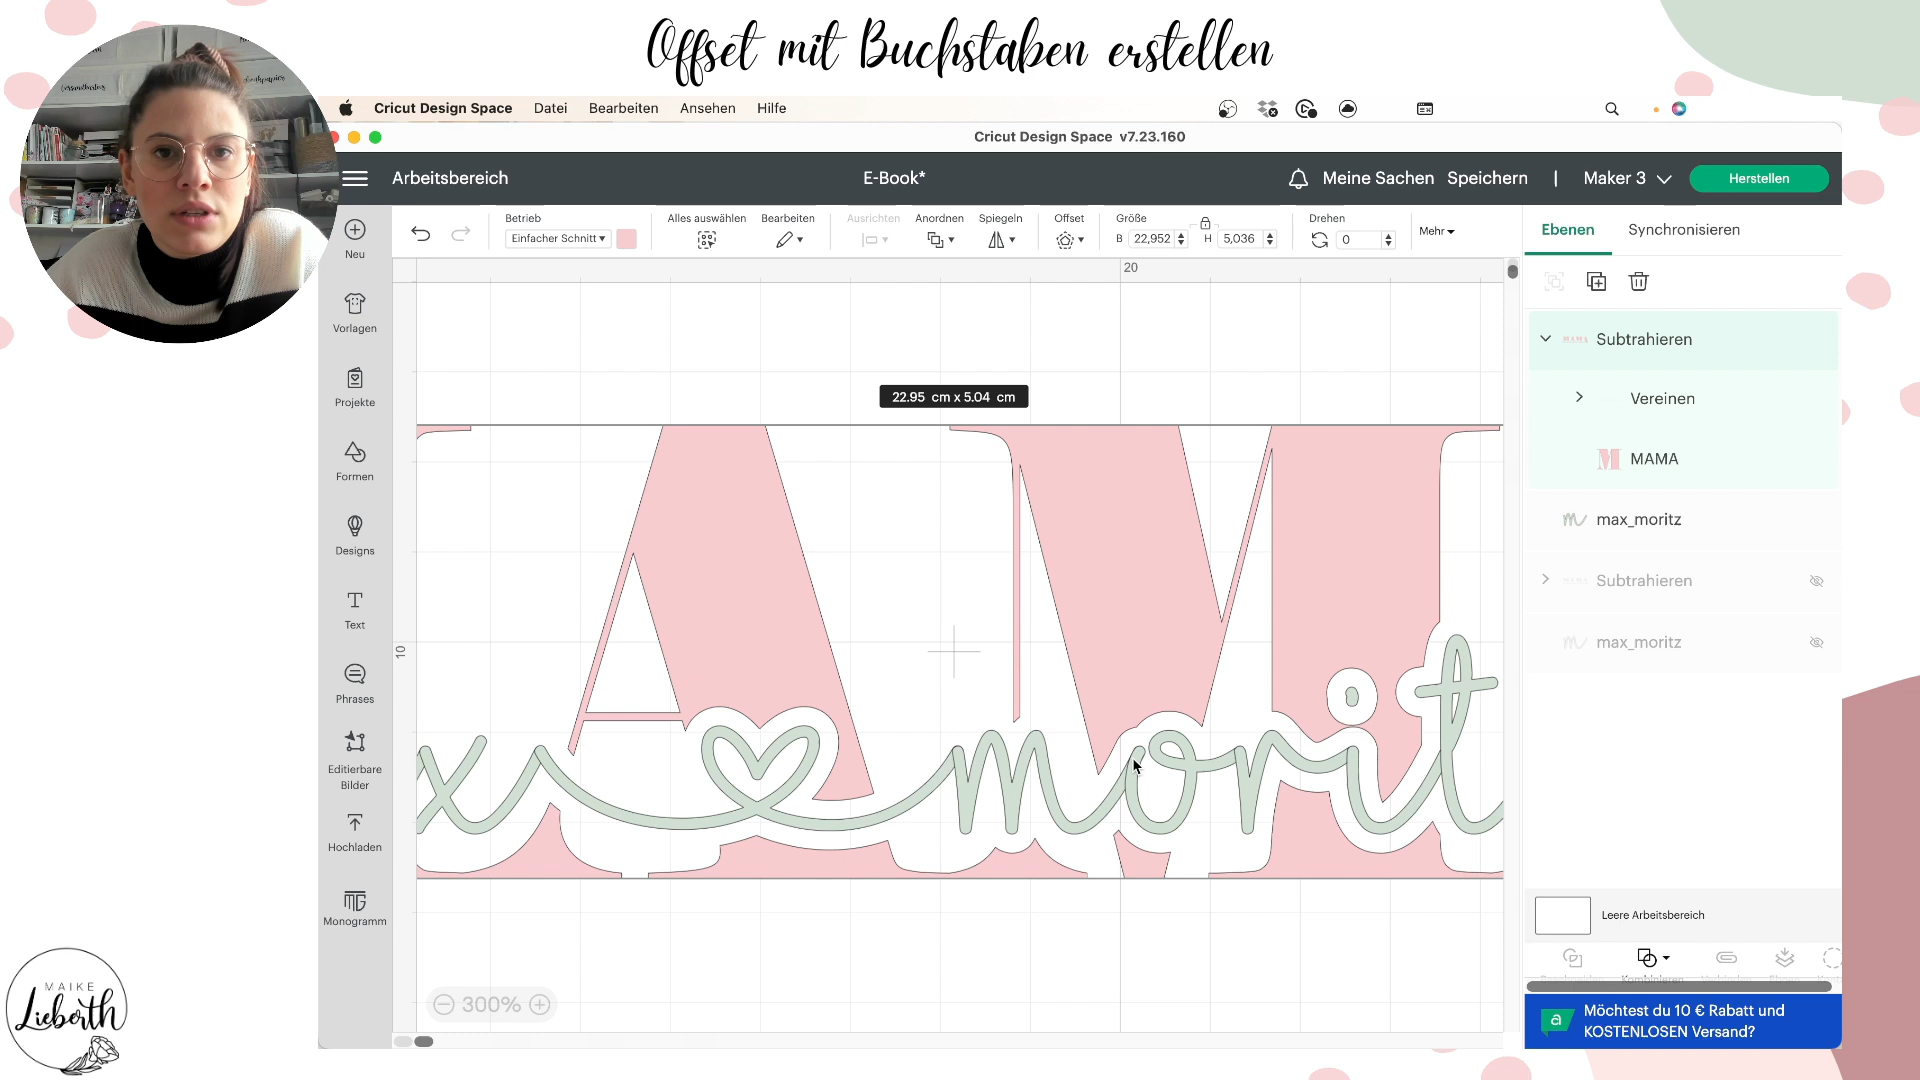 Offset mit Buchstaben erstellen
Cricut Design Space Datei Bearbeiten Ansehen Hilfe
Cricut Design Space v7.23.160
Arbeitsbereich E-Book* Meine Sachen Speichern | Maker 3 Herstellen
Betrieb Alles auswählen Bearbeiten Ausrichten Anordnen Spiegeln Offset Größe Drehen
Einfacher Schnitt B 22,952 H 5,036 0 Mehr
Ebenen Synchronisieren
Neu
Vorlagen
Projekte
Formen
Designs
Text
Phrases
Editierbare
Bilder
Hochladen
Monogramm
20
10
22.95 cm x 5.04 cm
AM
x morit
300%
Subtrahieren
Vereinen
MAMA
max_moritz
Subtrahieren
max_moritz
Leere Arbeitsbereich
Kombinieren
Möchtest du 10 € Rabatt und
KOSTENLOSEN Versand?
MAIKE
Lieberth